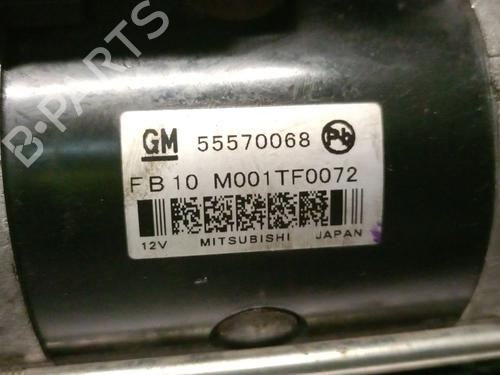 B-PARTS
GM 55570068 Pb
FB10 M001TF0072
12V MITSUBISHI JAPAN